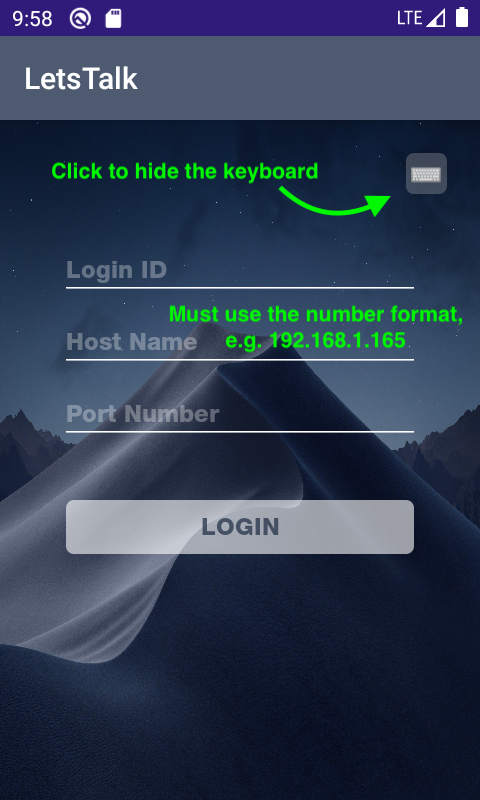 9:58
LTE
LetsTalk
Click to hide the keyboard
Login ID
Must use the number format,
Host Name
e.g. 192.168.1.165
Port Number
LOGIN